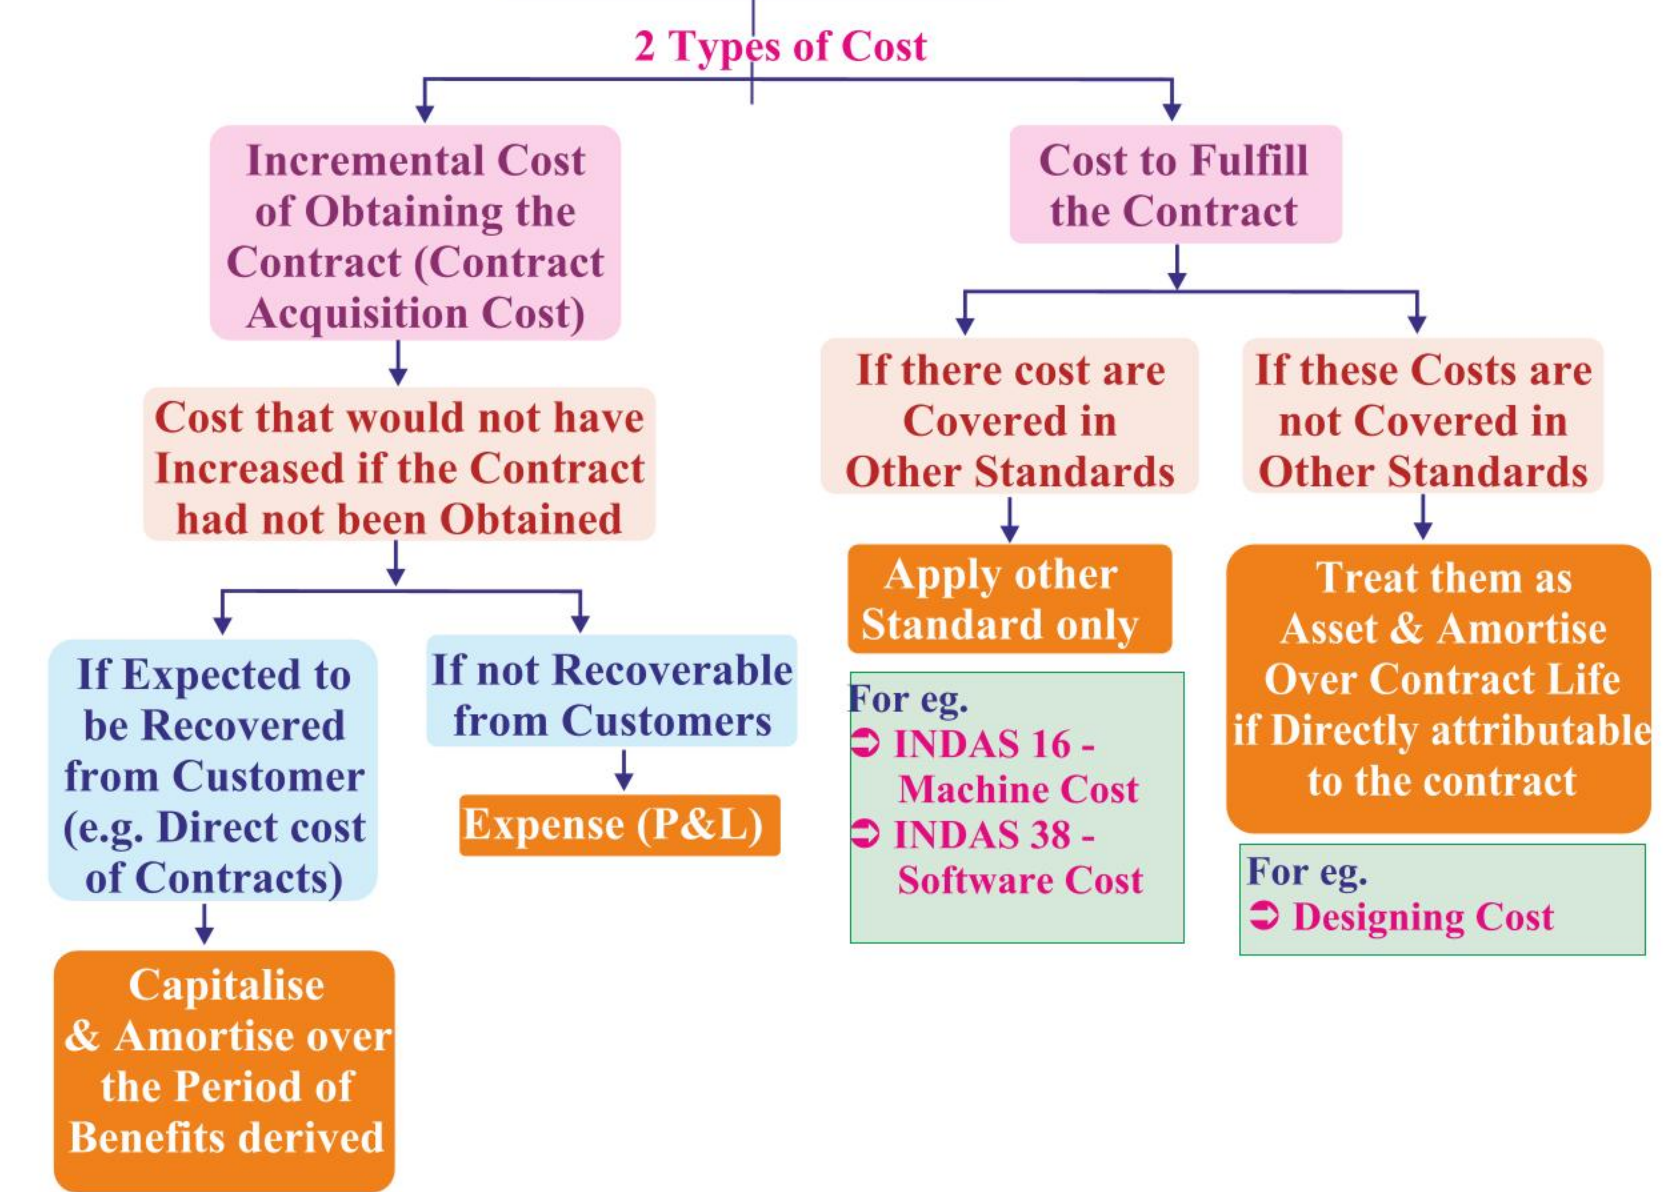 2 Types of Cost
Incremental Cost
of Obtaining the
Contract (Contract
Acquisition Cost)
Cost that would not have
Increased if the Contract
had not been Obtained
If Expected to
be Recovered
from Customer
(e.g. Direct cost
of Contracts)
Capitalise
& Amortise over
the Period of
Benefits derived
If not Recoverable
from Customers
Expense (P&L)
Cost to Fulfill
the Contract
If there cost are
Covered in
Other Standards
Apply other
Standard only
For eg.
➲ INDAS 16 -
Machine Cost
➲ INDAS 38 -
Software Cost
If these Costs are
not Covered in
Other Standards
Treat them as
Asset & Amortise
Over Contract Life
if Directly attributable
to the contract
For eg.
➲ Designing Cost